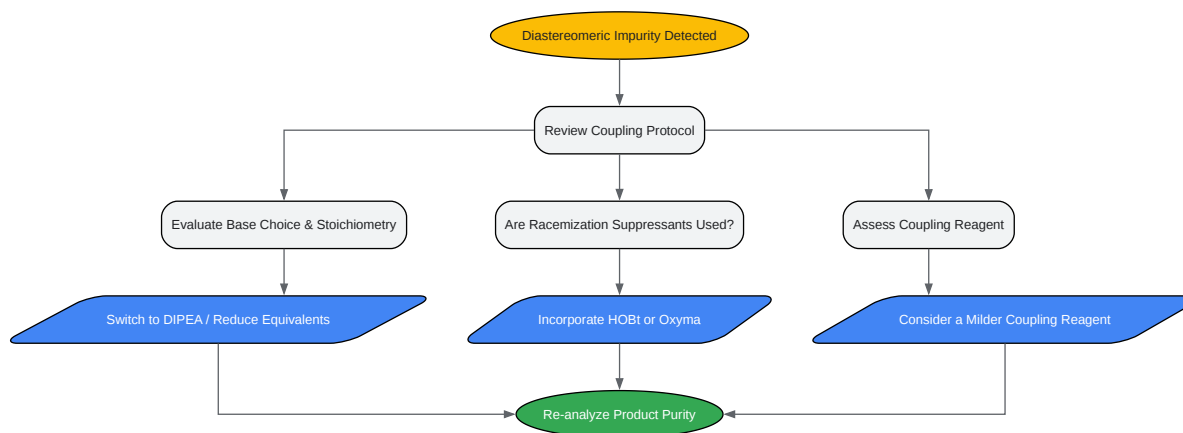 Diastereomeric Impurity Detected
Review Coupling Protocol
Evaluate Base Choice & Stoichiometry
Are Racemization Suppressants Used?
Assess Coupling Reagent
Switch to DIPEA / Reduce Equivalents
Incorporate HOBt or Oxyma
Consider a Milder Coupling Reagent
Re-analyze Product Purity